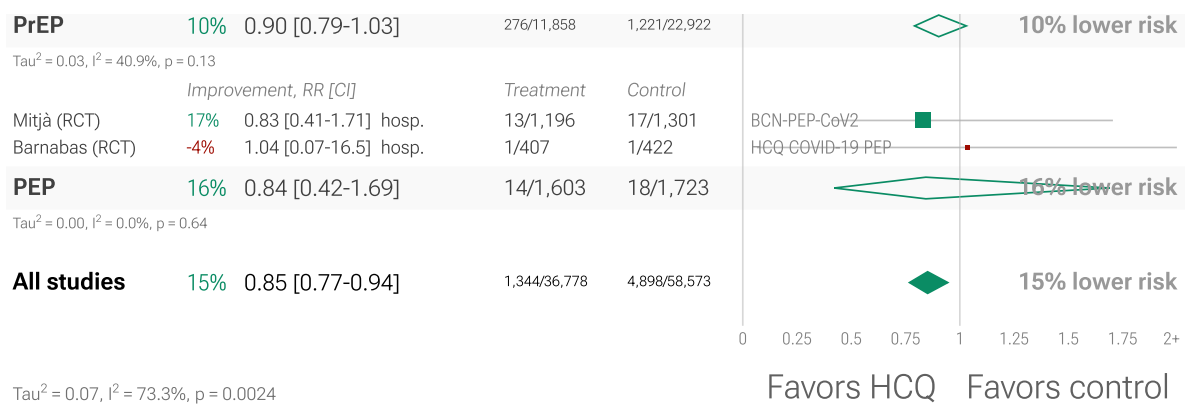 PrEP 10% 0.90 [0.79-1.03] 276/11,858 1,221/22,922 10% lower risk
Tau² = 0.03, I² = 40.9%, p = 0.13
Improvement, RR [CI] Treatment Control
Mitjà (RCT) 17% 0.83 [0.41-1.71] hosp. 13/1,196 17/1,301 BCN-PEP-CoV2
Barnabas (RCT) -4% 1.04 [0.07-16.5] hosp. 1/407 1/422 HCQ COVID-19 PEP
PEP 16% 0.84 [0.42-1.69] 14/1,603 18/1,723 16% lower risk
Tau² = 0.00, I² = 0.0%, p = 0.64
All studies 15% 0.85 [0.77-0.94] 1,344/36,778 4,898/58,573 15% lower risk
0 0.25 0.5 0.75 1 1.25 1.5 1.75 2+
Tau² = 0.07, I² = 73.3%, p = 0.0024 Favors HCQ Favors control